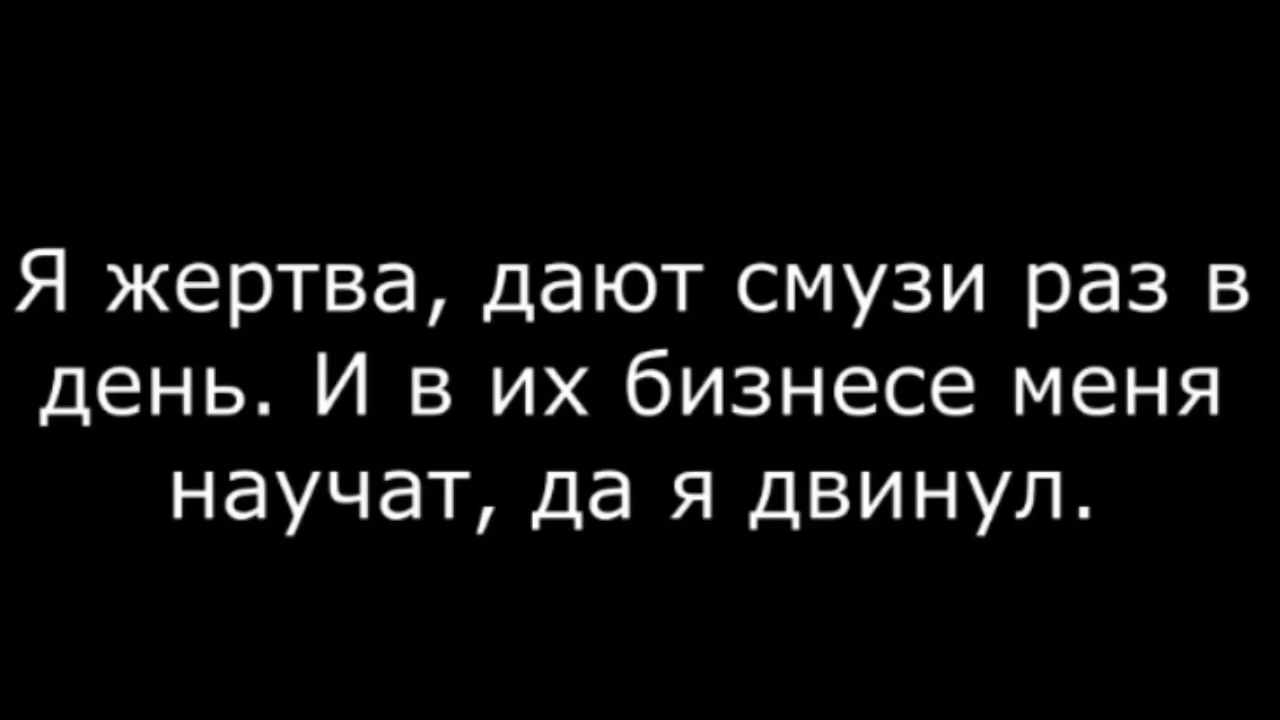 Я жертва, дают смузи раз в
день. И в их бизнесе меня
научат, да я двинул.